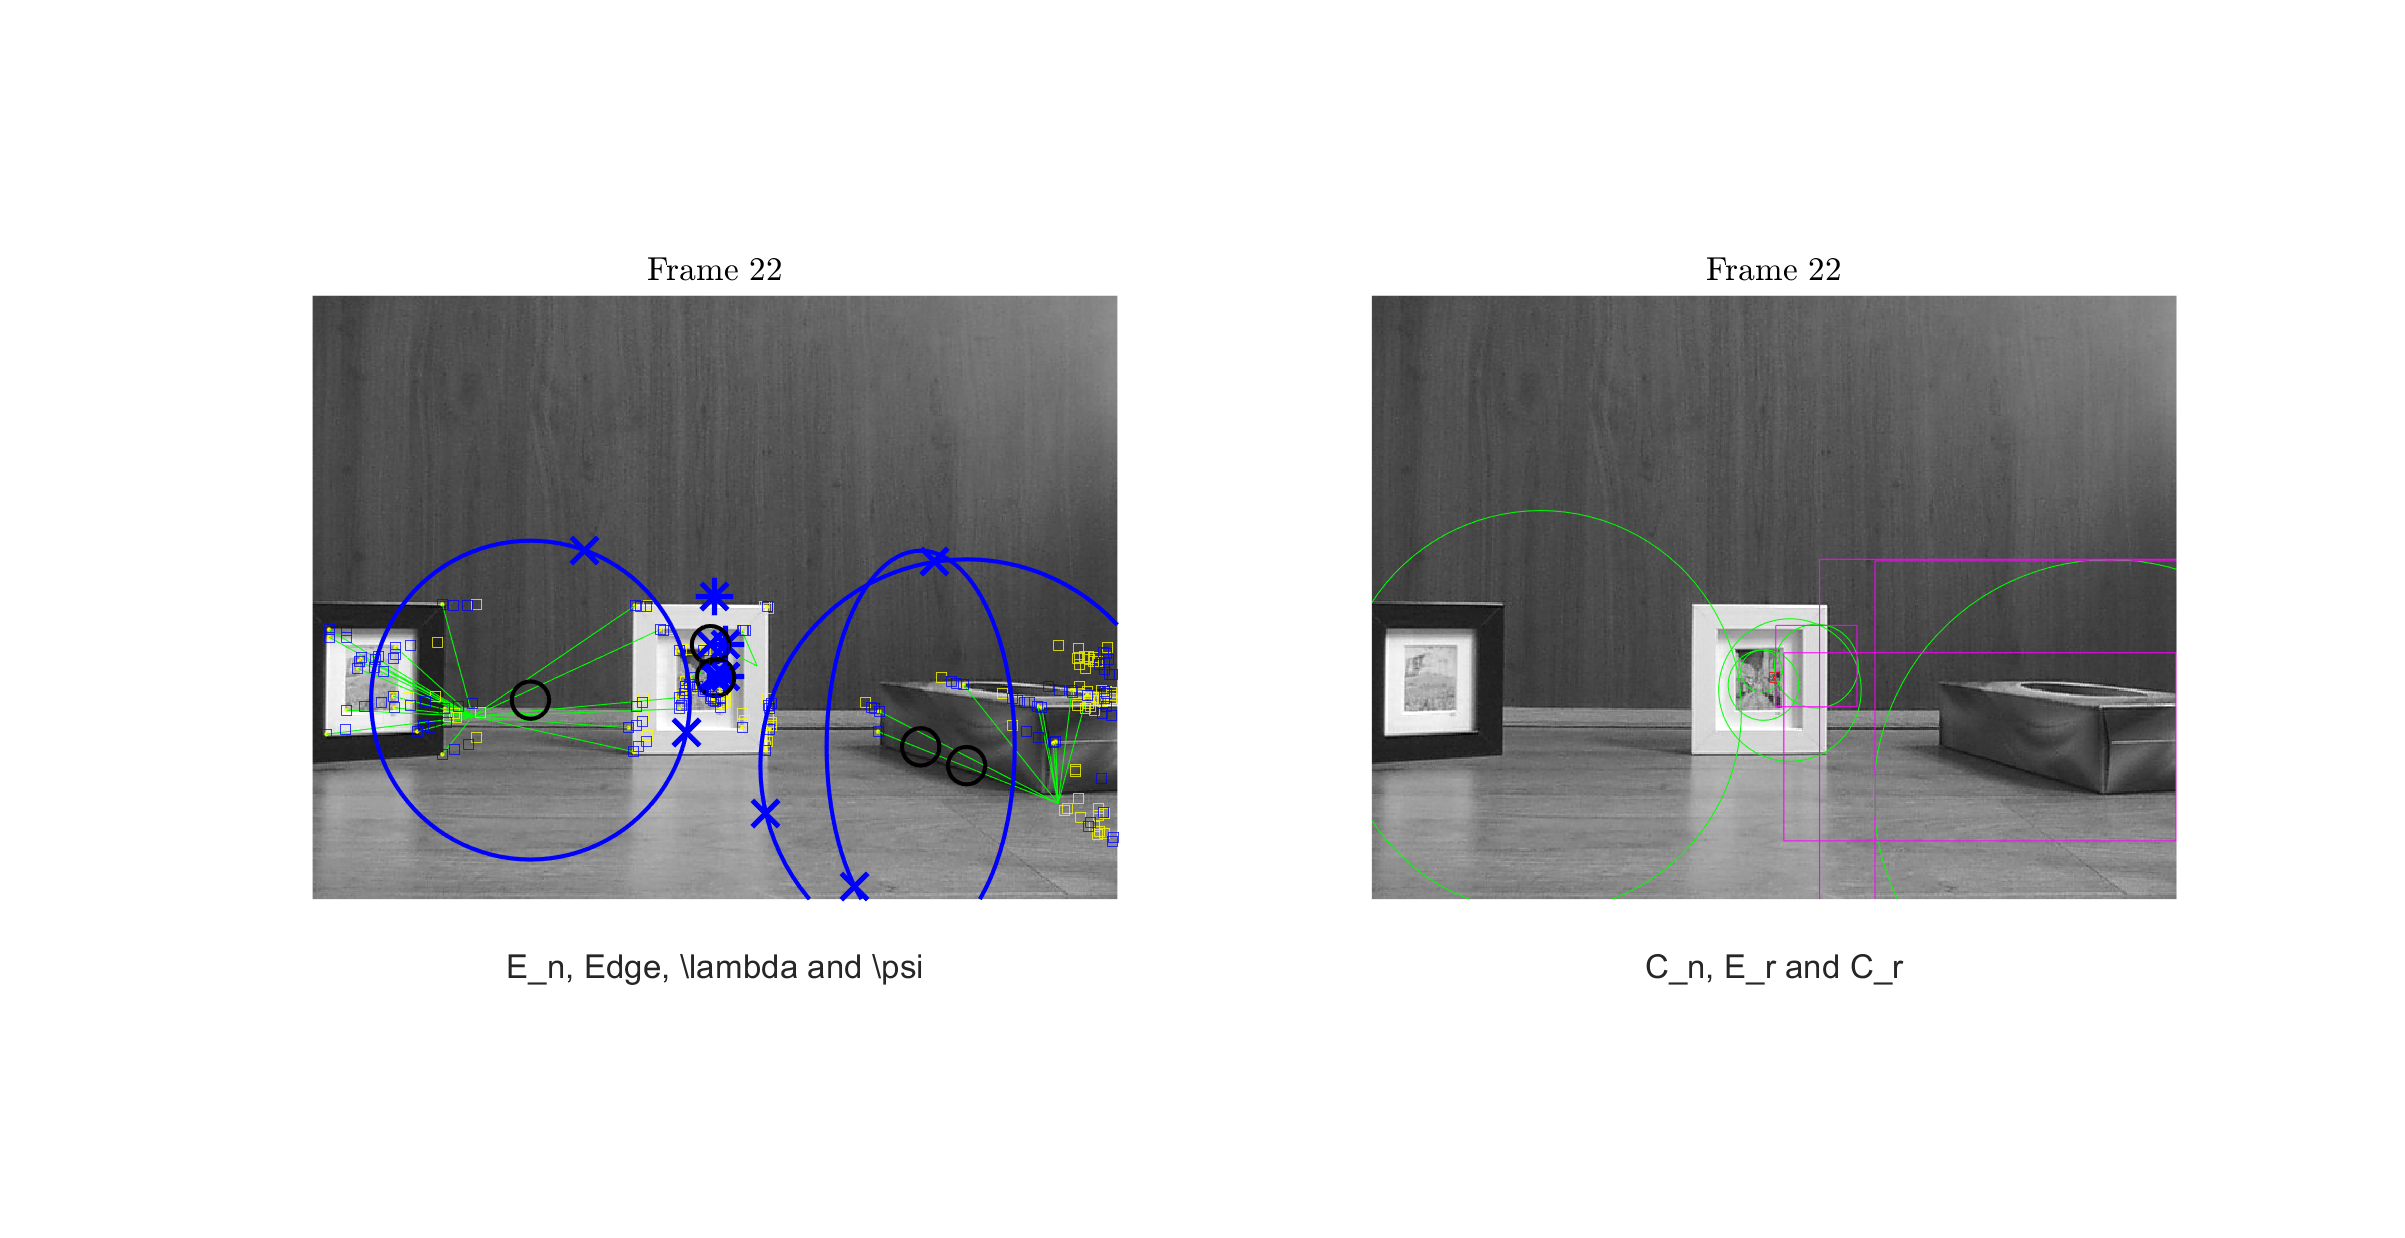 Frame 22
Frame 22
E_n, Edge, \lambda and \psi
C_n, E_r and C_r